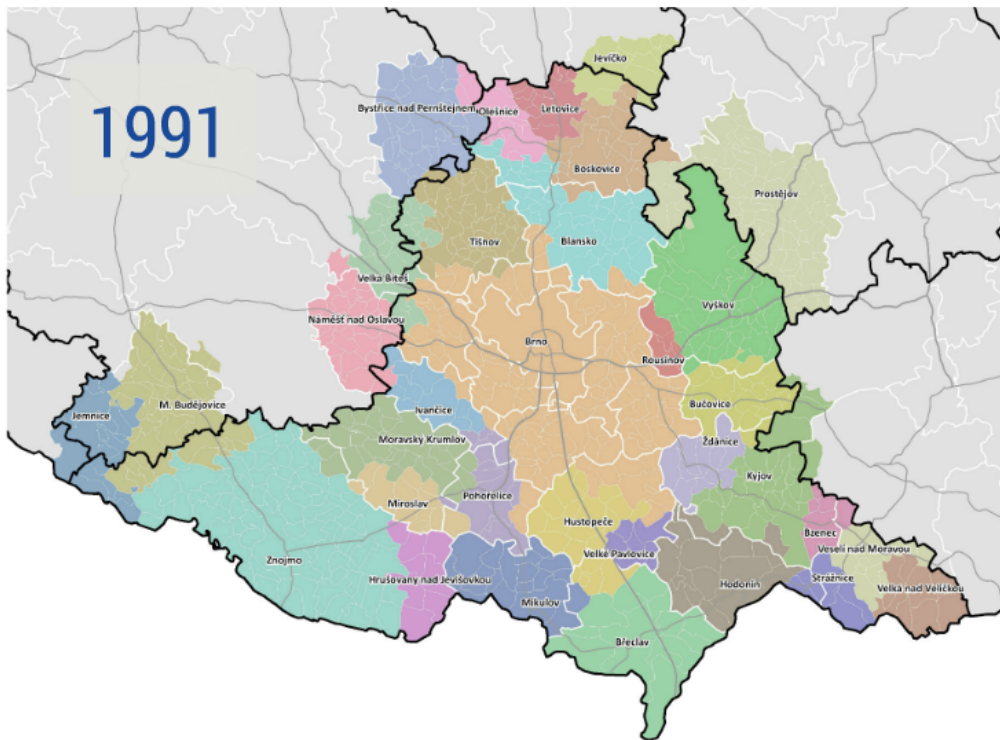 Jevíčko
1991
Bystřice nad Pernštejnem
Olešnice
Letovice
Boskovice
Prostějov
Tišnov
Blansko
Velká Bíteš
Vyškov
Náměšť nad Oslavou
Brno
Rousínov
Jemnice
M. Budějovice
Ivančice
Bučovice
Moravský Krumlov
Ždánice
Kyjov
Miroslav
Pohořelice
Hustopeče
Bzenec
Velké Pavlovice
Veselí nad Moravou
Znojmo
Hrušovany nad Jevišovkou
Hodonín
Strážnice
Velká nad Veličkou
Mikulov
Břeclav